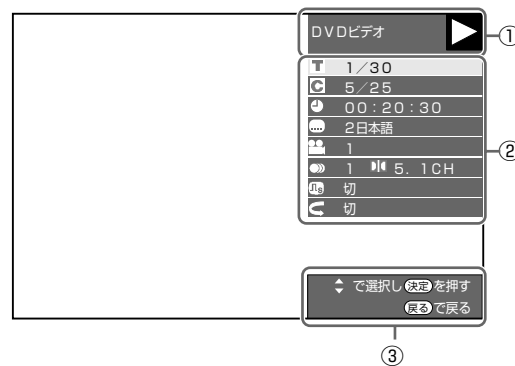 DVDビデオ
①
T 1/30
C 5/25
00:20:30
2日本語
②
1
1 5. 1CH
切
切
で選択し 決定 を押す
戻る で戻る
③